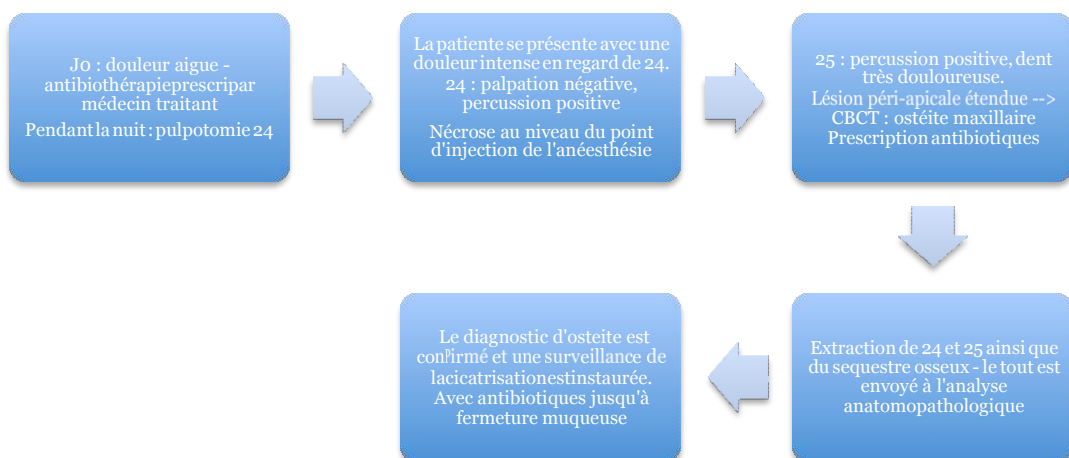 J0 : douleur aigue -
antibiothérapieprescripar
médecin traitant
Pendant la nuit : pulpotomie 24
La patiente se présente avec une
douleur intense en regard de 24.
24 : palpation négative,
percussion positive
Nécrose au niveau du point
d'injection de l'anéesthésie
25 : percussion positive, dent
très douloureuse.
Lésion péri-apicale étendue -->
CBCT : ostéite maxillaire
Prescription antibiotiques
Extraction de 24 et 25 ainsi que
du sequestre osseux - le tout est
envoyé à l'analyse
anatomopathologique
Le diagnostic d'osteite est
confirmé et une surveillance de
lacicatrisationestinstaurée.
Avec antibiotiques jusqu'à
fermeture muqueuse